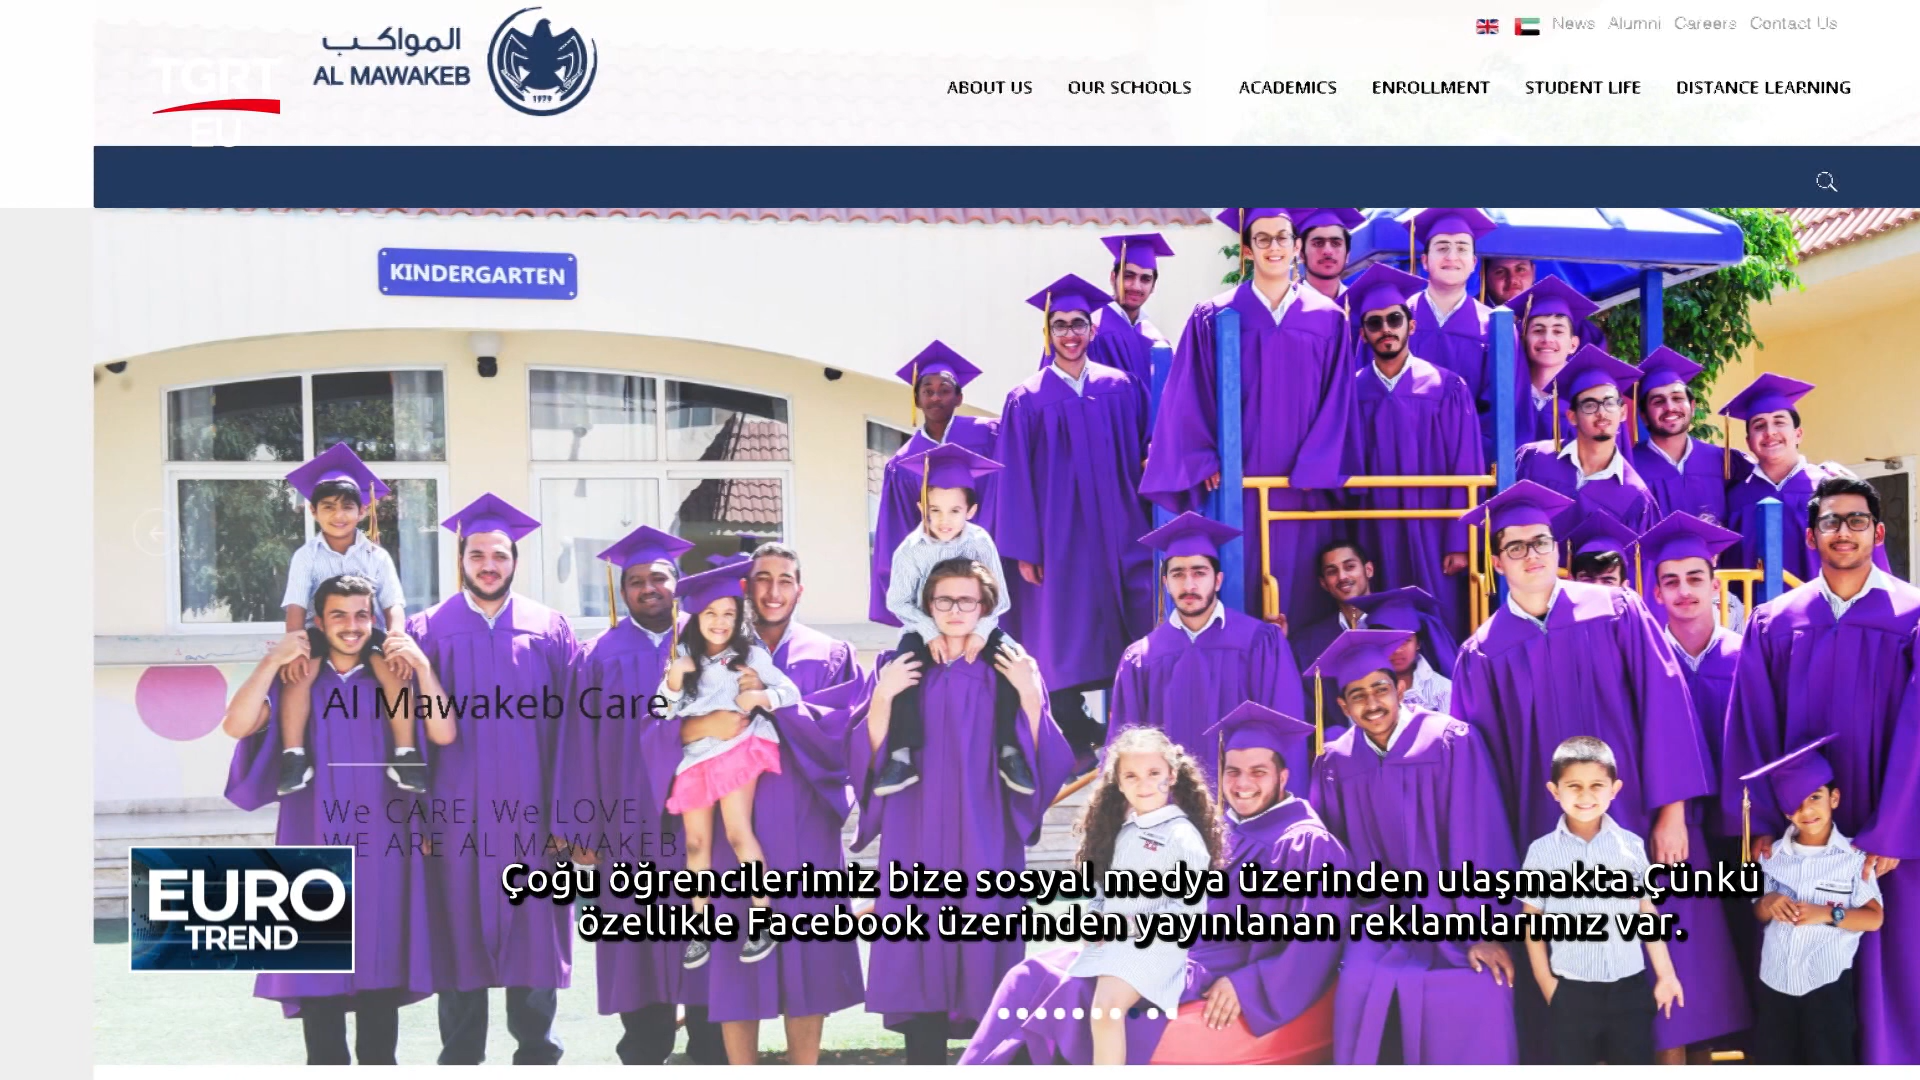 News Alumni Careers Contact Us
المواكب
AL MAWAKEB
1979
TGRT
EU
ABOUT US OUR SCHOOLS ACADEMICS ENROLLMENT STUDENT LIFE DISTANCE LEARNING
KINDERGARTEN
Al Mawakeb Care
We CARE. We LOVE.
WE ARE AL MAWAKEB.
EURO
TREND
Çoğu öğrencilerimiz bize sosyal medya üzerinden ulaşmakta.Çünkü
özellikle Facebook üzerinden yayınlanan reklamlarımız var.